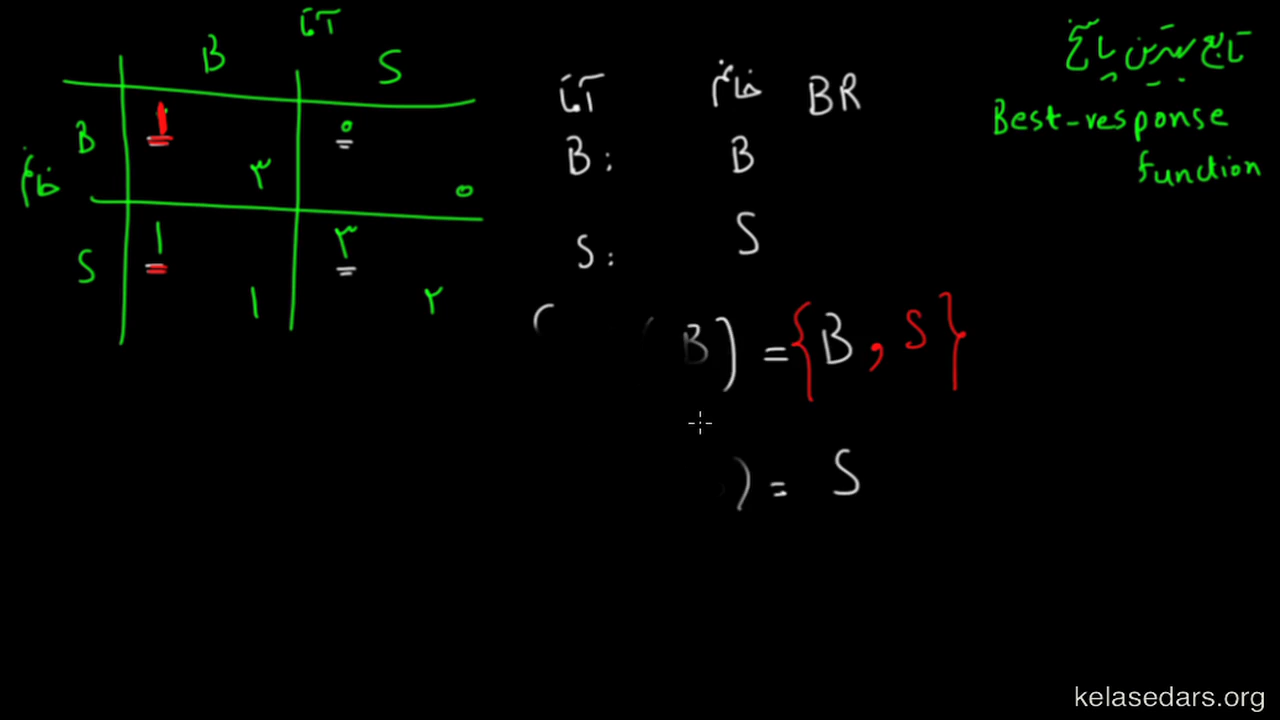 آقا
B S
B ۱ ۳ ۰ ۰
خانم
S ۱ ۱ ۳ ۲
آقا خانم BR
B : B
S : S
( B) = {B , S}
) = S
تابع بهترین پاسخ
Best-response
function
kelasedars.org